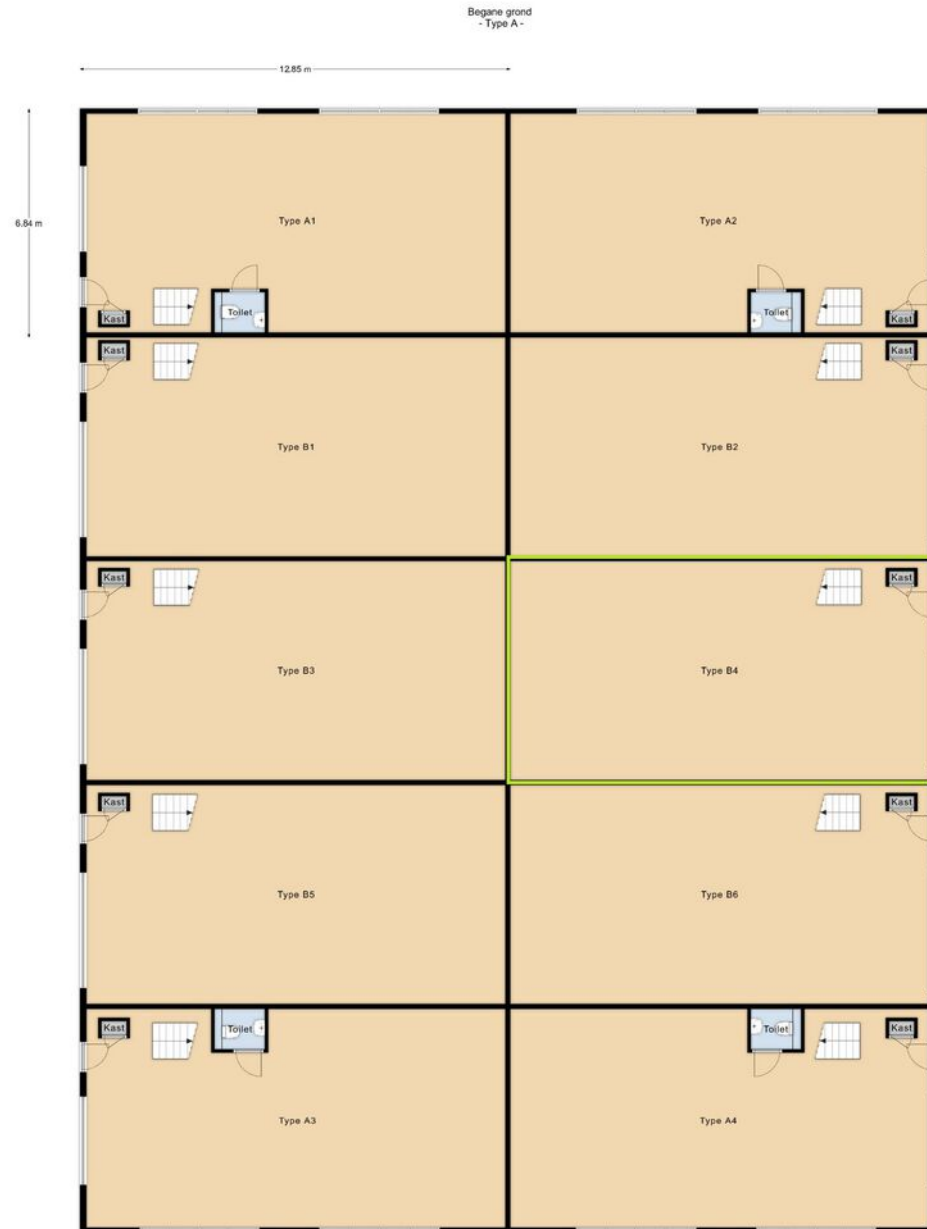 Begane grond
- Type A -
12.85 m
6.84 m
Type A1
Type A2
Toilet
Toilet
Kast
Kast
Kast
Kast
Type B1
Type B2
Kast
Kast
Type B3
Type B4
Kast
Kast
Type B5
Type B6
Kast
Toilet
Toilet
Kast
Type A3
Type A4